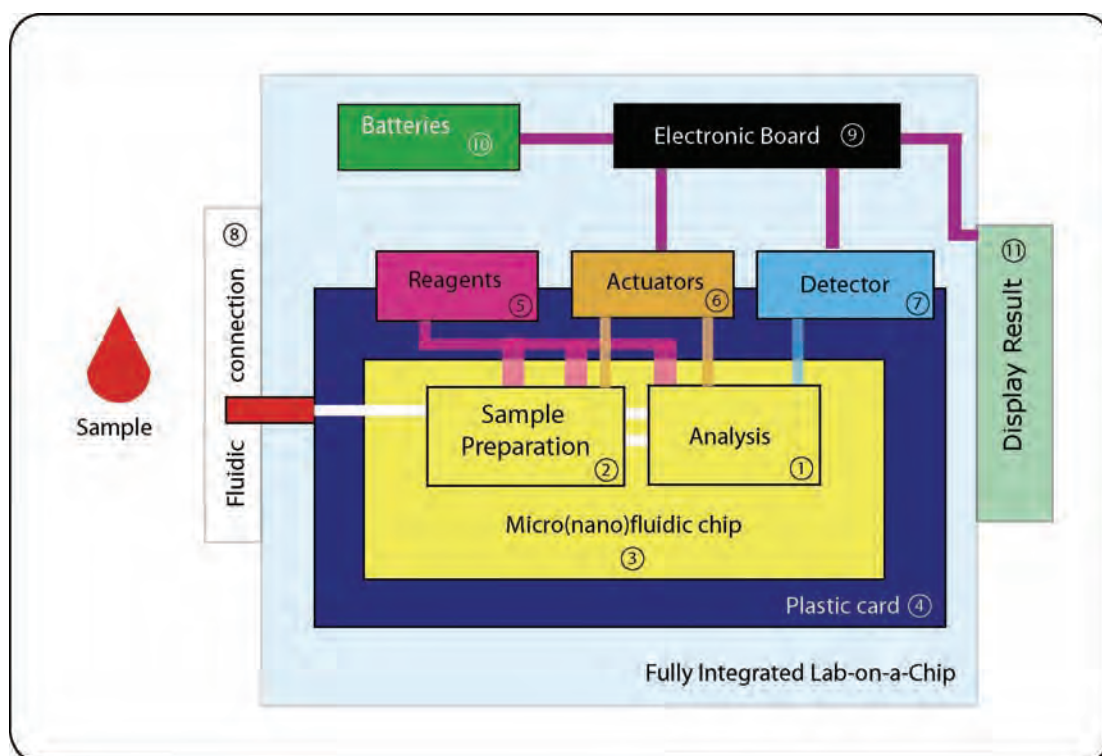 Batteries
⑩
Electronic Board ⑨
Fluidic connection ⑧
Reagents
⑤
Actuators
⑥
Detector
⑦
Display Result ⑪
Sample
Sample
Preparation
②
Analysis
①
Micro(nano)fluidic chip
③
Plastic card ④
Fully Integrated Lab-on-a-Chip